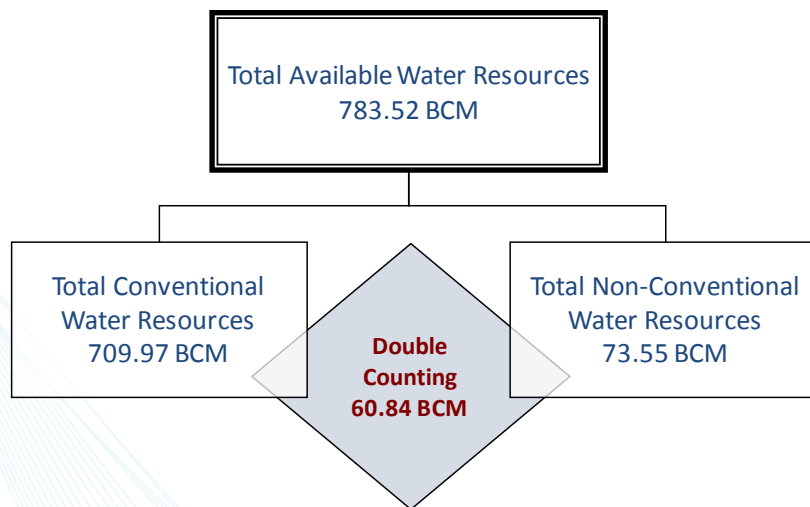 Total Available Water Resources
783.52 BCM
Total Conventional
Water Resources
709.97 BCM
Double
Counting
60.84 BCM
Total Non-Conventional
Water Resources
73.55 BCM